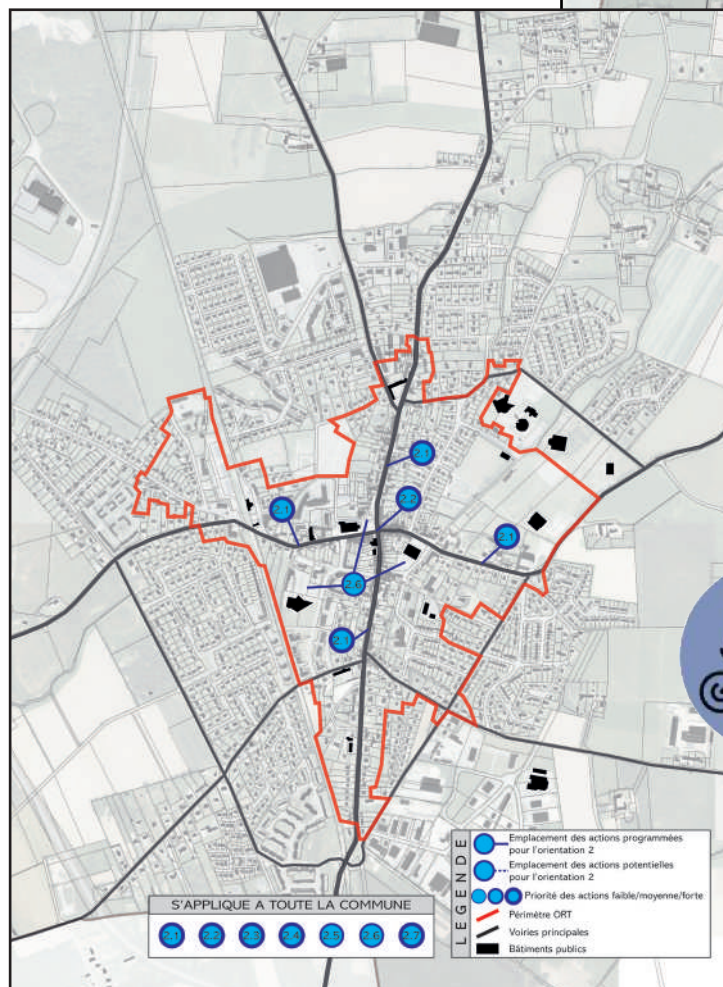 2.1
2.2
2.1
2.1
2.6
2.1
LEGENDE
Emplacement des actions programmées
pour l'orientation 2
Emplacement des actions potentielles
pour l'orientation 2
Priorité des actions faible/moyenne/forte
Périmètre ORT
Voiries principales
Bâtiments publics
S'APPLIQUE A TOUTE LA COMMUNE
2.1 2.2 2.3 2.4 2.5 2.6 2.7